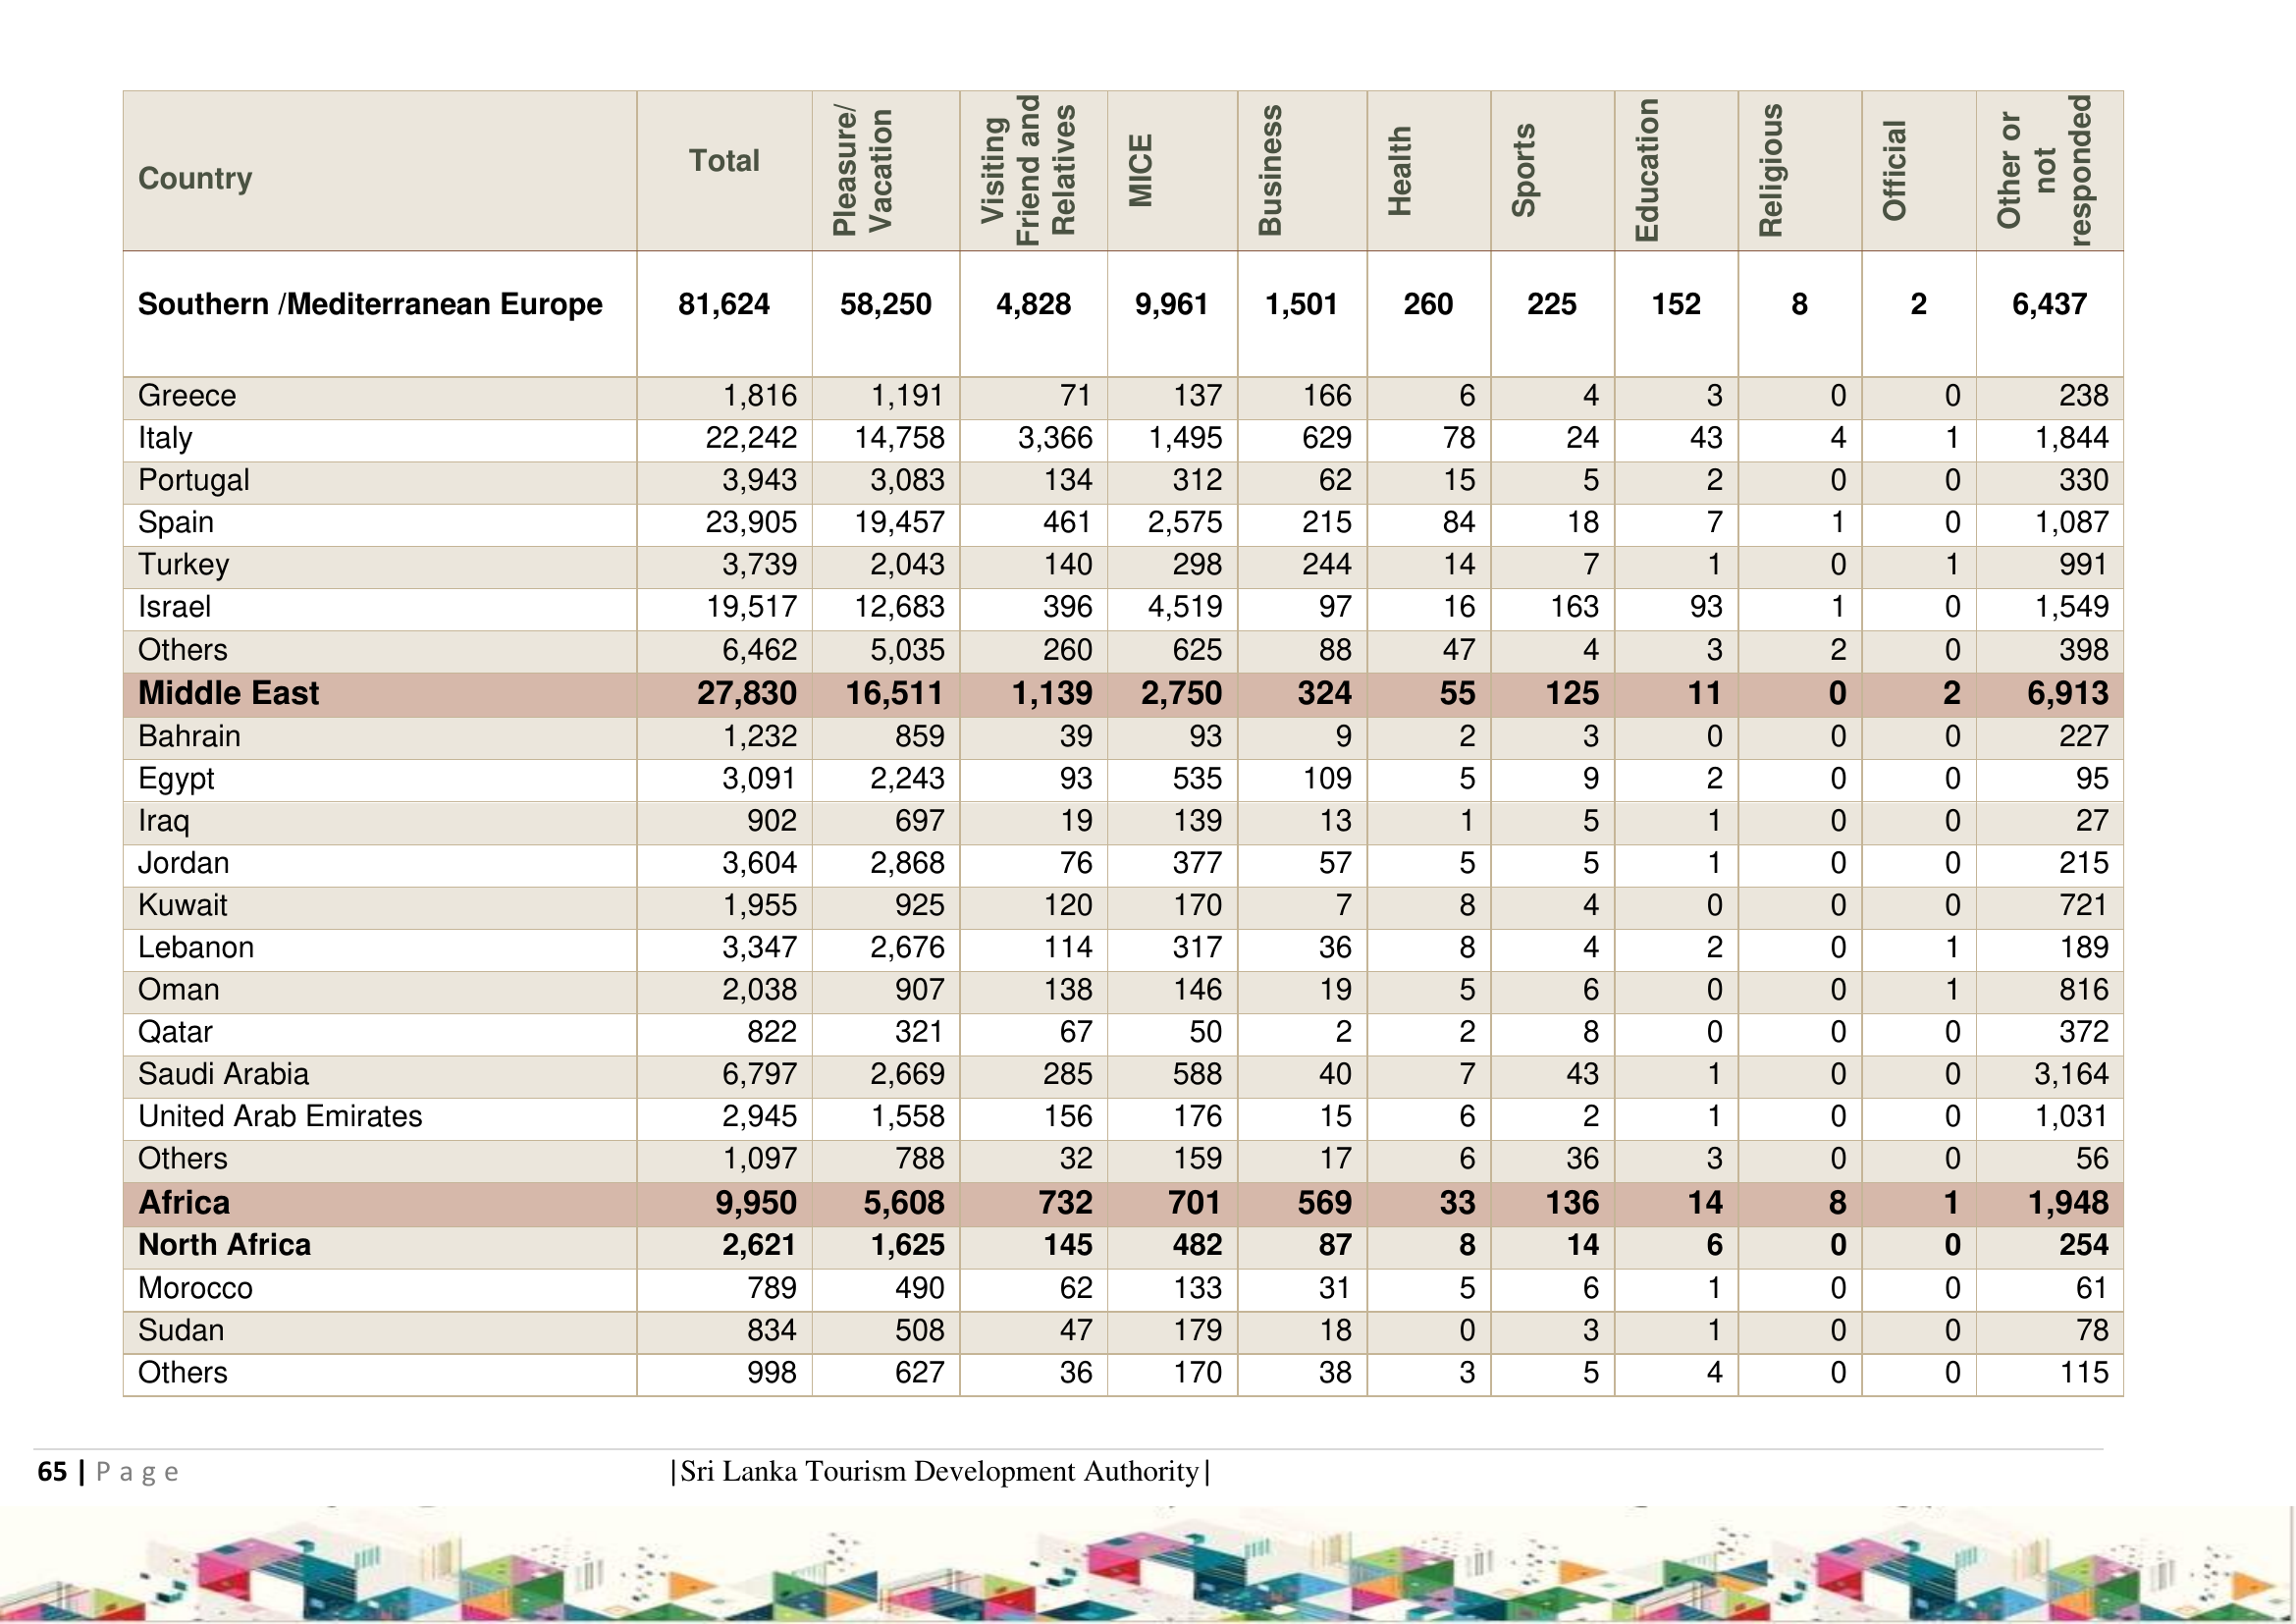 Country Total Pleasure/ Vacation Visiting Friend and Relatives MICE Business Health Sports Education Religious Official Other or not responded
Southern /Mediterranean Europe 81,624 58,250 4,828 9,961 1,501 260 225 152 8 2 6,437
Greece 1,816 1,191 71 137 166 6 4 3 0 0 238
Italy 22,242 14,758 3,366 1,495 629 78 24 43 4 1 1,844
Portugal 3,943 3,083 134 312 62 15 5 2 0 0 330
Spain 23,905 19,457 461 2,575 215 84 18 7 1 0 1,087
Turkey 3,739 2,043 140 298 244 14 7 1 0 1 991
Israel 19,517 12,683 396 4,519 97 16 163 93 1 0 1,549
Others 6,462 5,035 260 625 88 47 4 3 2 0 398
Middle East 27,830 16,511 1,139 2,750 324 55 125 11 0 2 6,913
Bahrain 1,232 859 39 93 9 2 3 0 0 0 227
Egypt 3,091 2,243 93 535 109 5 9 2 0 0 95
Iraq 902 697 19 139 13 1 5 1 0 0 27
Jordan 3,604 2,868 76 377 57 5 5 1 0 0 215
Kuwait 1,955 925 120 170 7 8 4 0 0 0 721
Lebanon 3,347 2,676 114 317 36 8 4 2 0 1 189
Oman 2,038 907 138 146 19 5 6 0 0 1 816
Qatar 822 321 67 50 2 2 8 0 0 0 372
Saudi Arabia 6,797 2,669 285 588 40 7 43 1 0 0 3,164
United Arab Emirates 2,945 1,558 156 176 15 6 2 1 0 0 1,031
Others 1,097 788 32 159 17 6 36 3 0 0 56
Africa 9,950 5,608 732 701 569 33 136 14 8 1 1,948
North Africa 2,621 1,625 145 482 87 8 14 6 0 0 254
Morocco 789 490 62 133 31 5 6 1 0 0 61
Sudan 834 508 47 179 18 0 3 1 0 0 78
Others 998 627 36 170 38 3 5 4 0 0 115
65 | Page |Sri Lanka Tourism Development Authority|